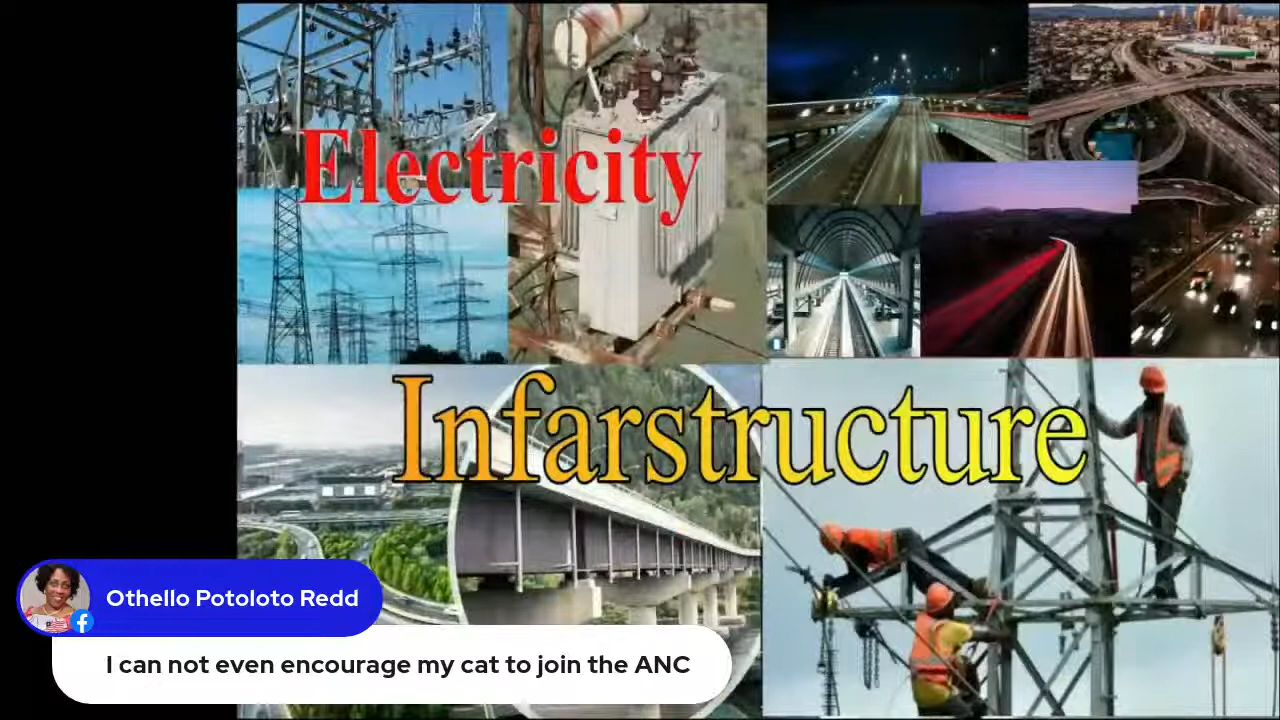 Electricity
Infarstructure
Othello Potoloto Redd
I can not even encourage my cat to join the ANC